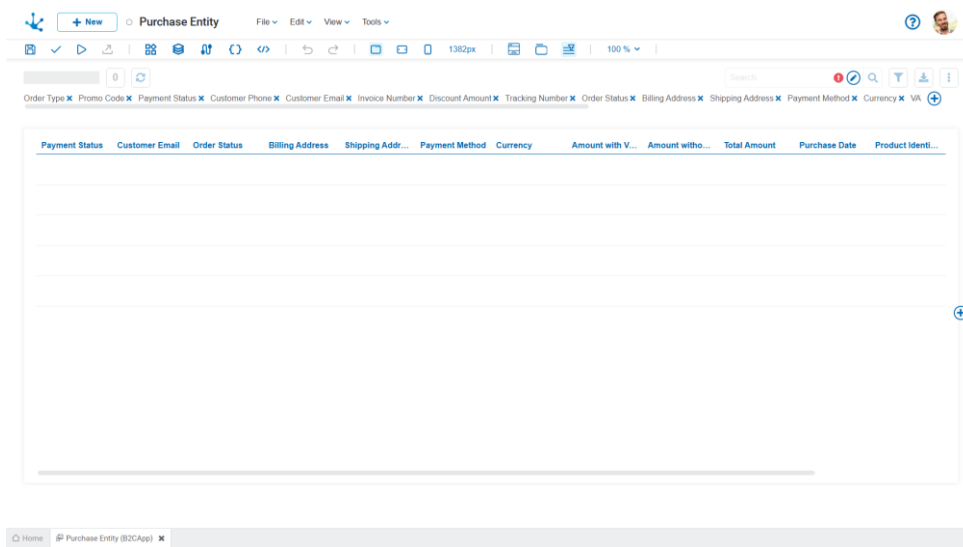 + New Purchase Entity File Edit View Tools
1382px 100 %
0 Search
Order Type Promo Code Payment Status Customer Phone Customer Email Invoice Number Discount Amount Tracking Number Order Status Billing Address Shipping Address Payment Method Currency VA
Payment Status Customer Email Order Status Billing Address Shipping Addr... Payment Method Currency Amount with V... Amount witho... Total Amount Purchase Date Product Identi...
Home Purchase Entity (B2CApp)